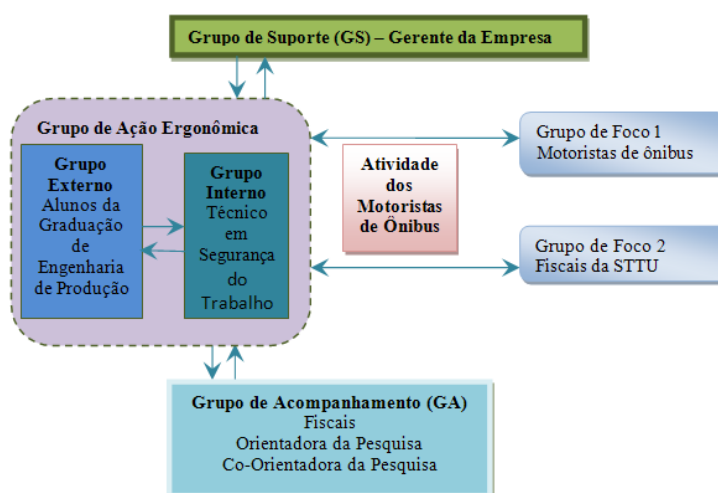 Grupo de Suporte (GS) – Gerente da Empresa
Grupo de Ação Ergonômica
Grupo
Externo
Alunos da
Graduação
de
Engenharia
de Produção
Grupo
Interno
Técnico
em
Segurança
do
Trabalho
Atividade
dos
Motoristas
de Ônibus
Grupo de Foco 1
Motoristas de ônibus
Grupo de Foco 2
Fiscais da STTU
Grupo de Acompanhamento (GA)
Fiscais
Orientadora da Pesquisa
Co-Orientadora da Pesquisa